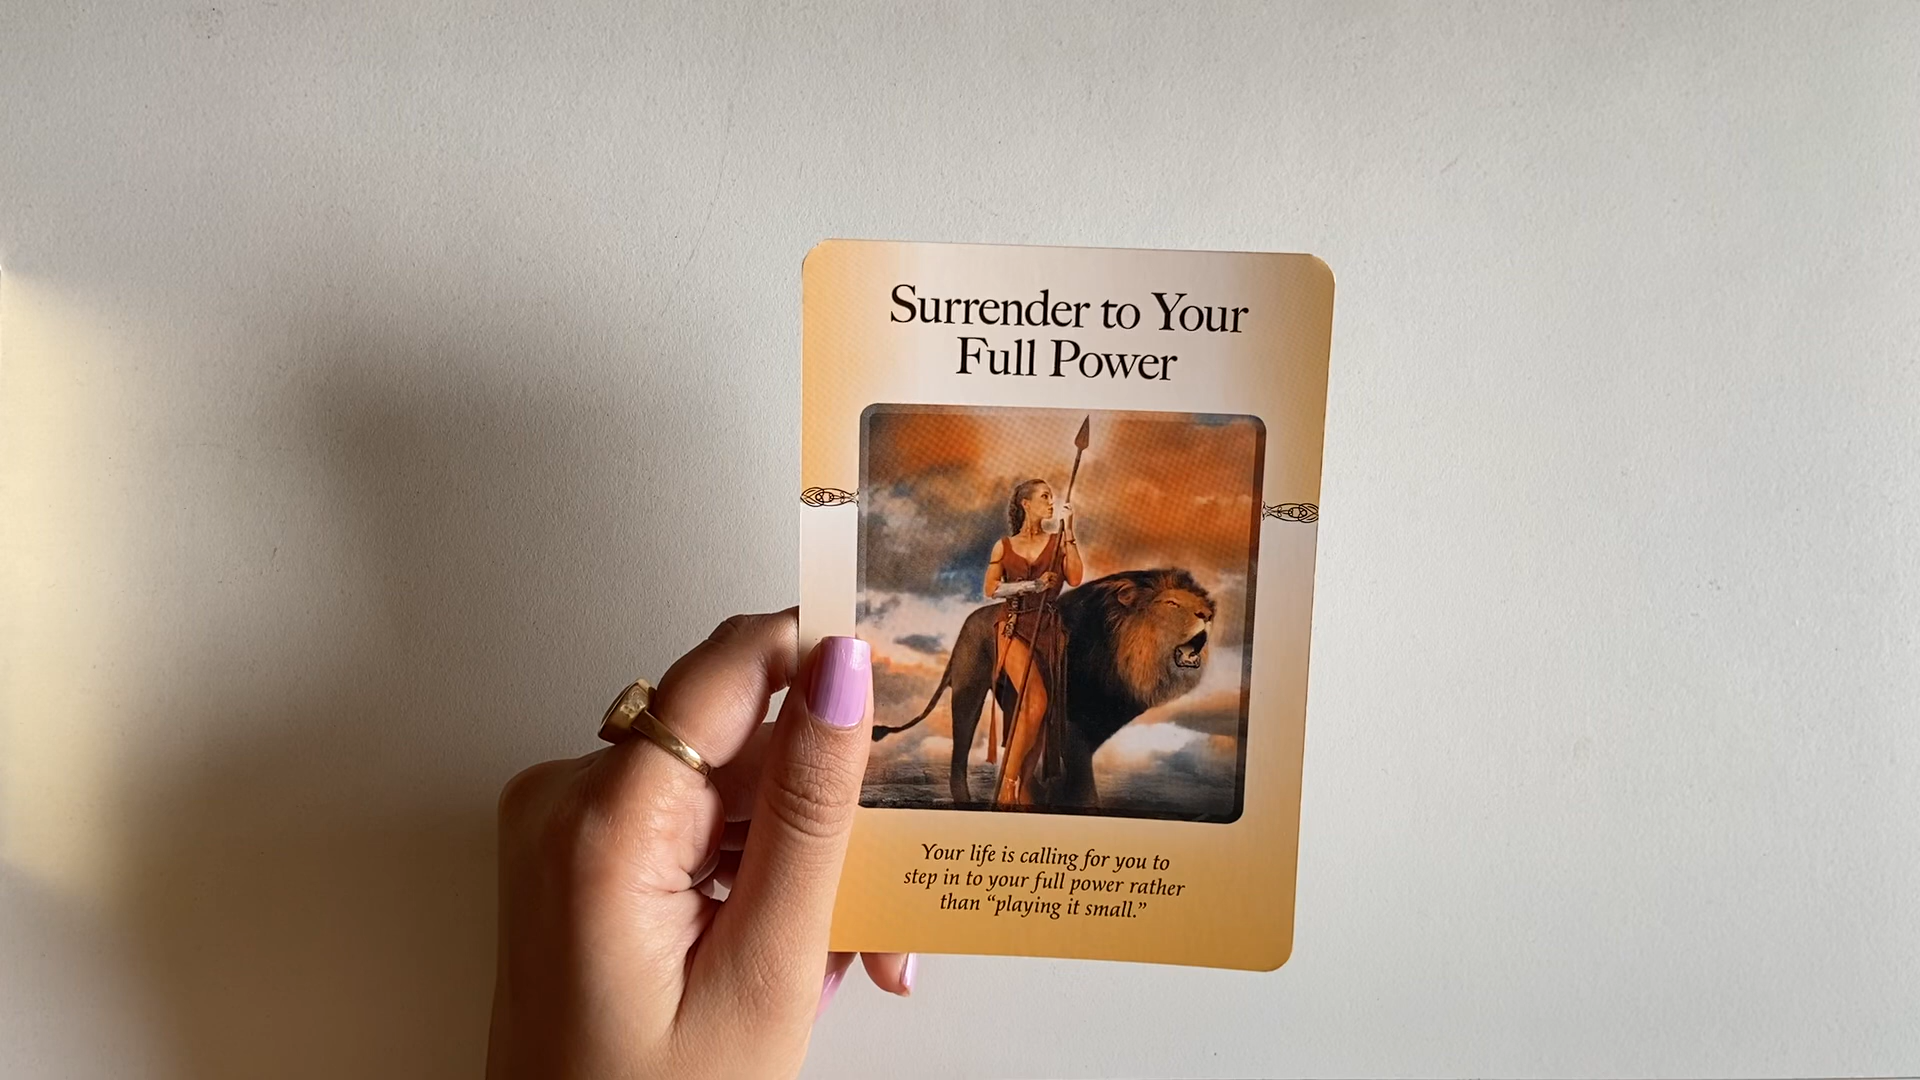 Surrender to Your
Full Power
Your life is calling for you to
step in to your full power rather
than “playing it small.”